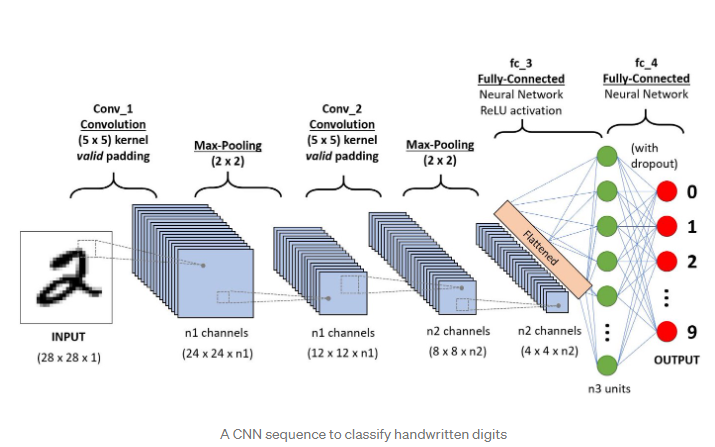 fc_3
Fully-Connected
Neural Network
ReLU activation
fc_4
Fully-Connected
Neural Network
Conv_1
Convolution
(5 x 5) kernel
valid padding
Max-Pooling
(2 x 2)
Conv_2
Convolution
(5 x 5) kernel
valid padding
Max-Pooling
(2 x 2)
(with
dropout)
Flattened
0
1
2
9
2
INPUT
(28 x 28 x 1)
n1 channels
(24 x 24 x n1)
n1 channels
(12 x 12 x n1)
n2 channels
(8 x 8 x n2)
n2 channels
(4 x 4 x n2)
n3 units
OUTPUT
A CNN sequence to classify handwritten digits